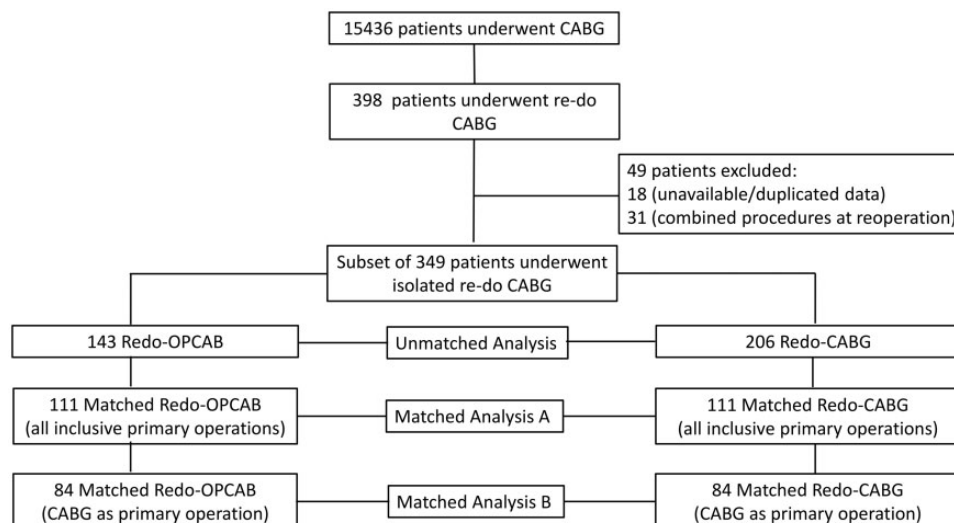 15436 patients underwent CABG
398 patients underwent re-do
CABG
49 patients excluded:
18 (unavailable/duplicated data)
31 (combined procedures at reoperation)
Subset of 349 patients underwent
isolated re-do CABG
143 Redo-OPCAB
Unmatched Analysis
206 Redo-CABG
111 Matched Redo-OPCAB
(all inclusive primary operations)
Matched Analysis A
111 Matched Redo-CABG
(all inclusive primary operations)
84 Matched Redo-OPCAB
(CABG as primary operation)
Matched Analysis B
84 Matched Redo-CABG
(CABG as primary operation)